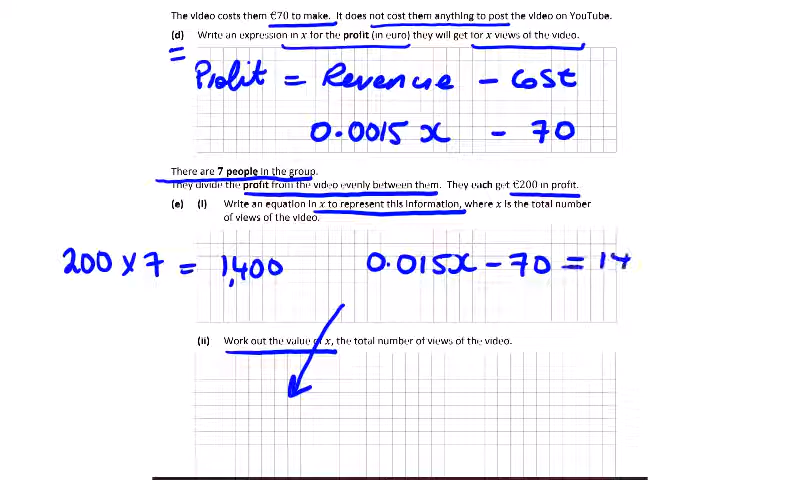 The video costs them €70 to make. It does not cost them anything to post the video on YouTube.
(d) Write an expression in x for the profit (in euro) they will get for x views of the video.
= Profit = Revenue - Cost
0.0015x - 70
There are 7 people in the group.
They divide the profit from the video evenly between them. They each get €200 in profit.
(e) (i) Write an equation in x to represent this information, where x is the total number
of views of the video.
200 x 7 = 1,400 0.015x - 70 = 14
(ii) Work out the value of x, the total number of views of the video.